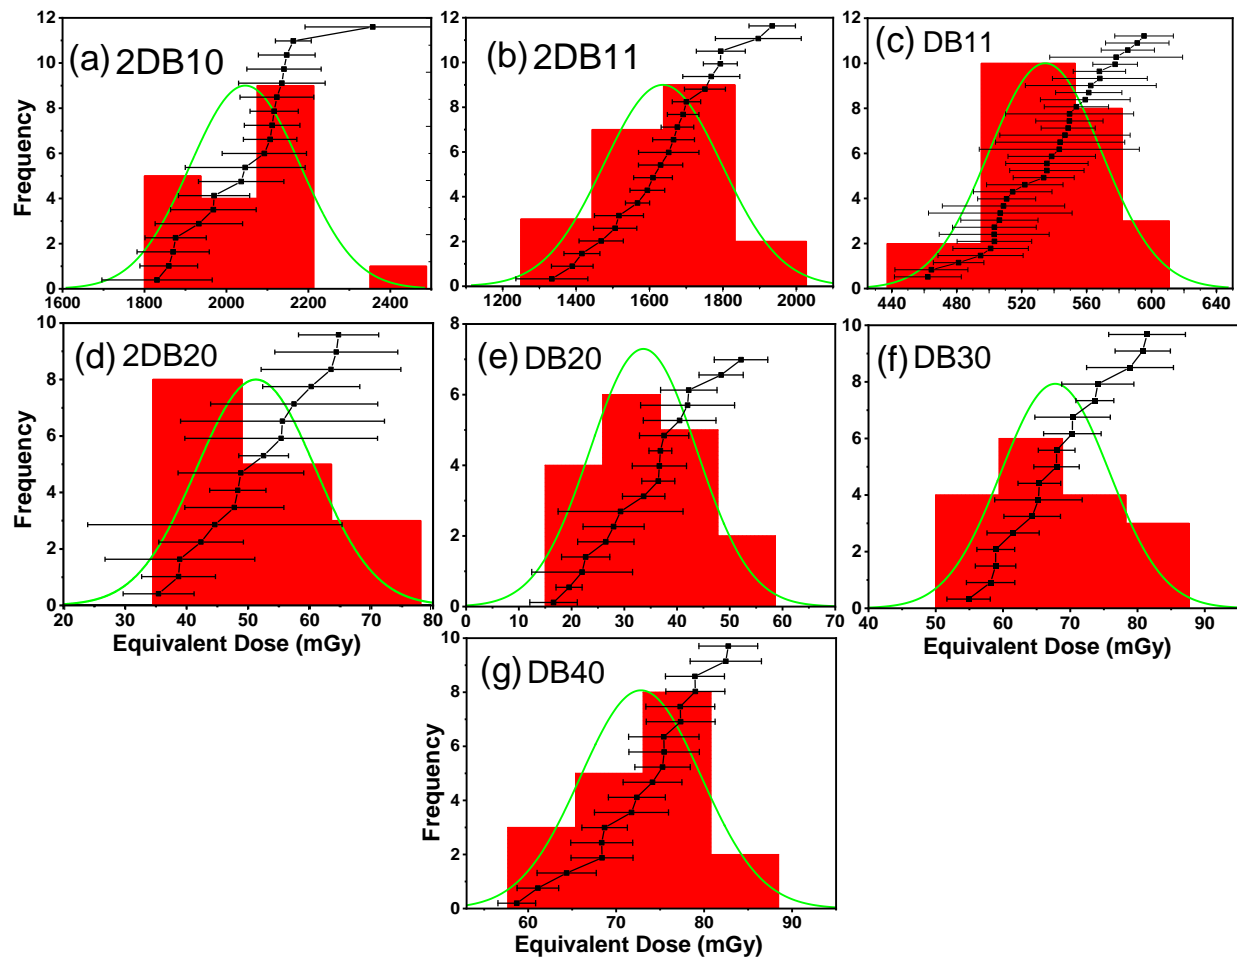 (a) 2DB10
Frequency
12
10
8
6
4
2
0
1600 1800 2000 2200 2400
(b) 2DB11
12
10
8
6
4
2
0
1200 1400 1600 1800 2000
(c) DB11
12
10
8
6
4
2
0
440 480 520 560 600 640
(d) 2DB20
Frequency
10
8
6
4
2
0
20 30 40 50 60 70 80
Equivalent Dose (mGy)
(e) DB20
8
6
4
2
0
0 10 20 30 40 50 60 70
Equivalent Dose (mGy)
(f) DB30
10
8
6
4
2
0
40 50 60 70 80 90
Equivalent Dose (mGy)
(g) DB40
Frequency
10
8
6
4
2
0
60 70 80 90
Equivalent Dose (mGy)